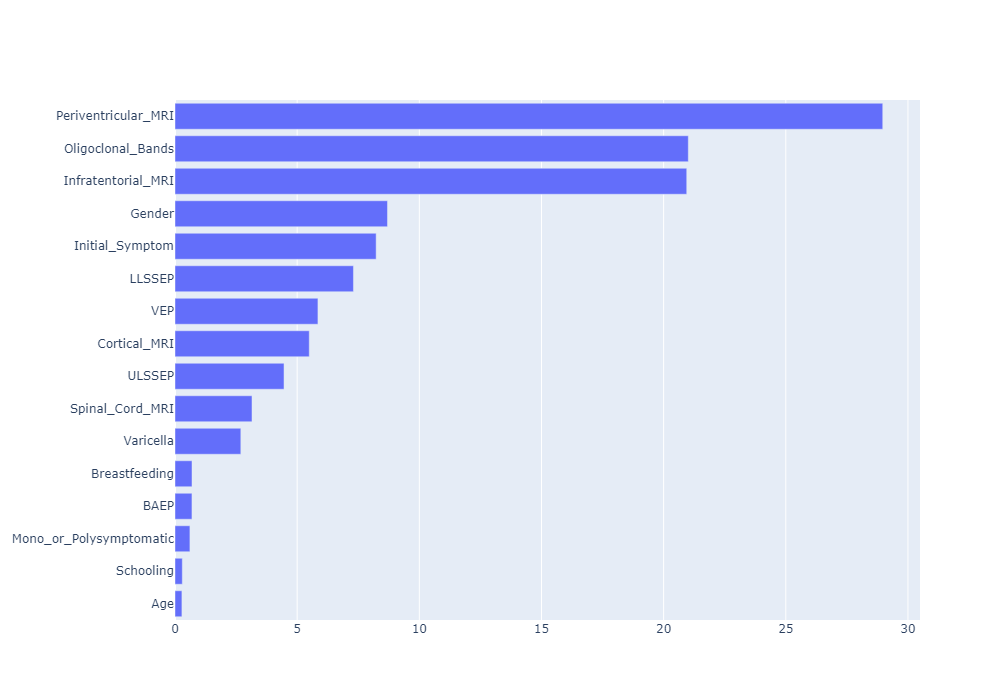 Periventricular_MRI
Oligoclonal_Bands
Infratentorial_MRI
Gender
Initial_Symptom
LLSSEP
VEP
Cortical_MRI
ULSSEP
Spinal_Cord_MRI
Varicella
Breastfeeding
BAEP
Mono_or_Polysymptomatic
Schooling
Age
0 5 10 15 20 25 30